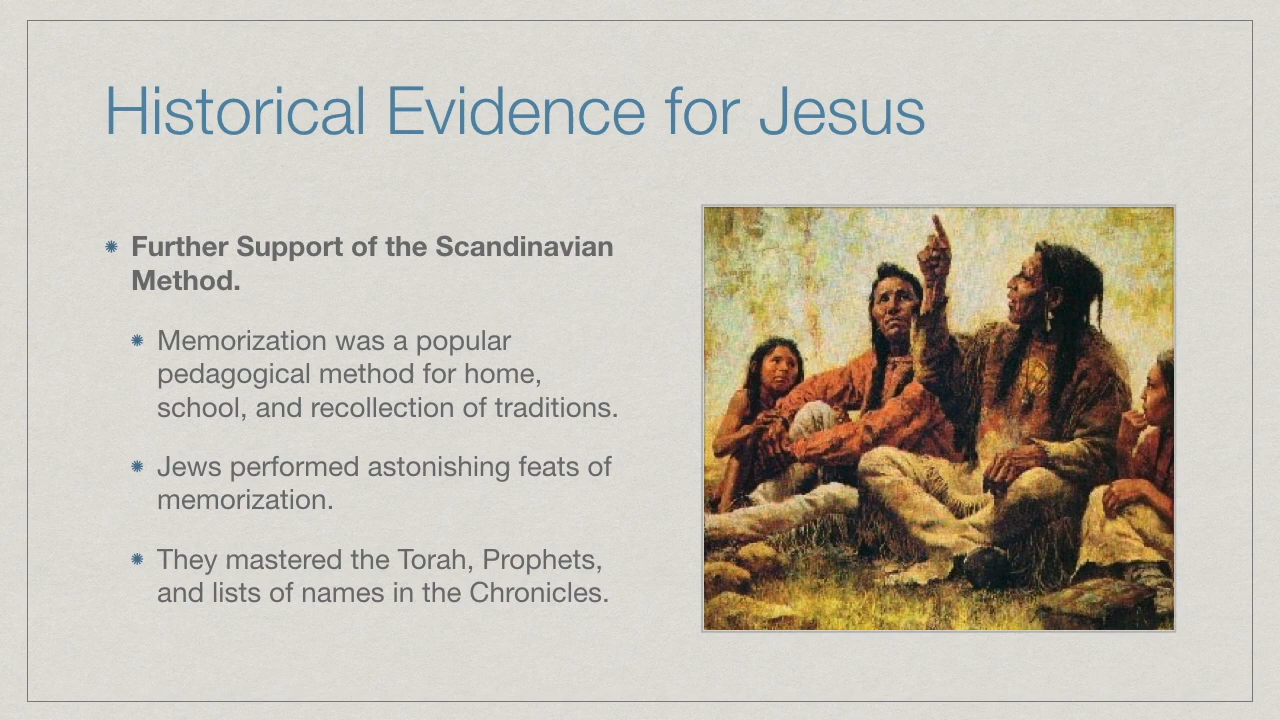 Historical Evidence for Jesus
Further Support of the Scandinavian
Method.
Memorization was a popular
pedagogical method for home,
school, and recollection of traditions.
Jews performed astonishing feats of
memorization.
They mastered the Torah, Prophets,
and lists of names in the Chronicles.